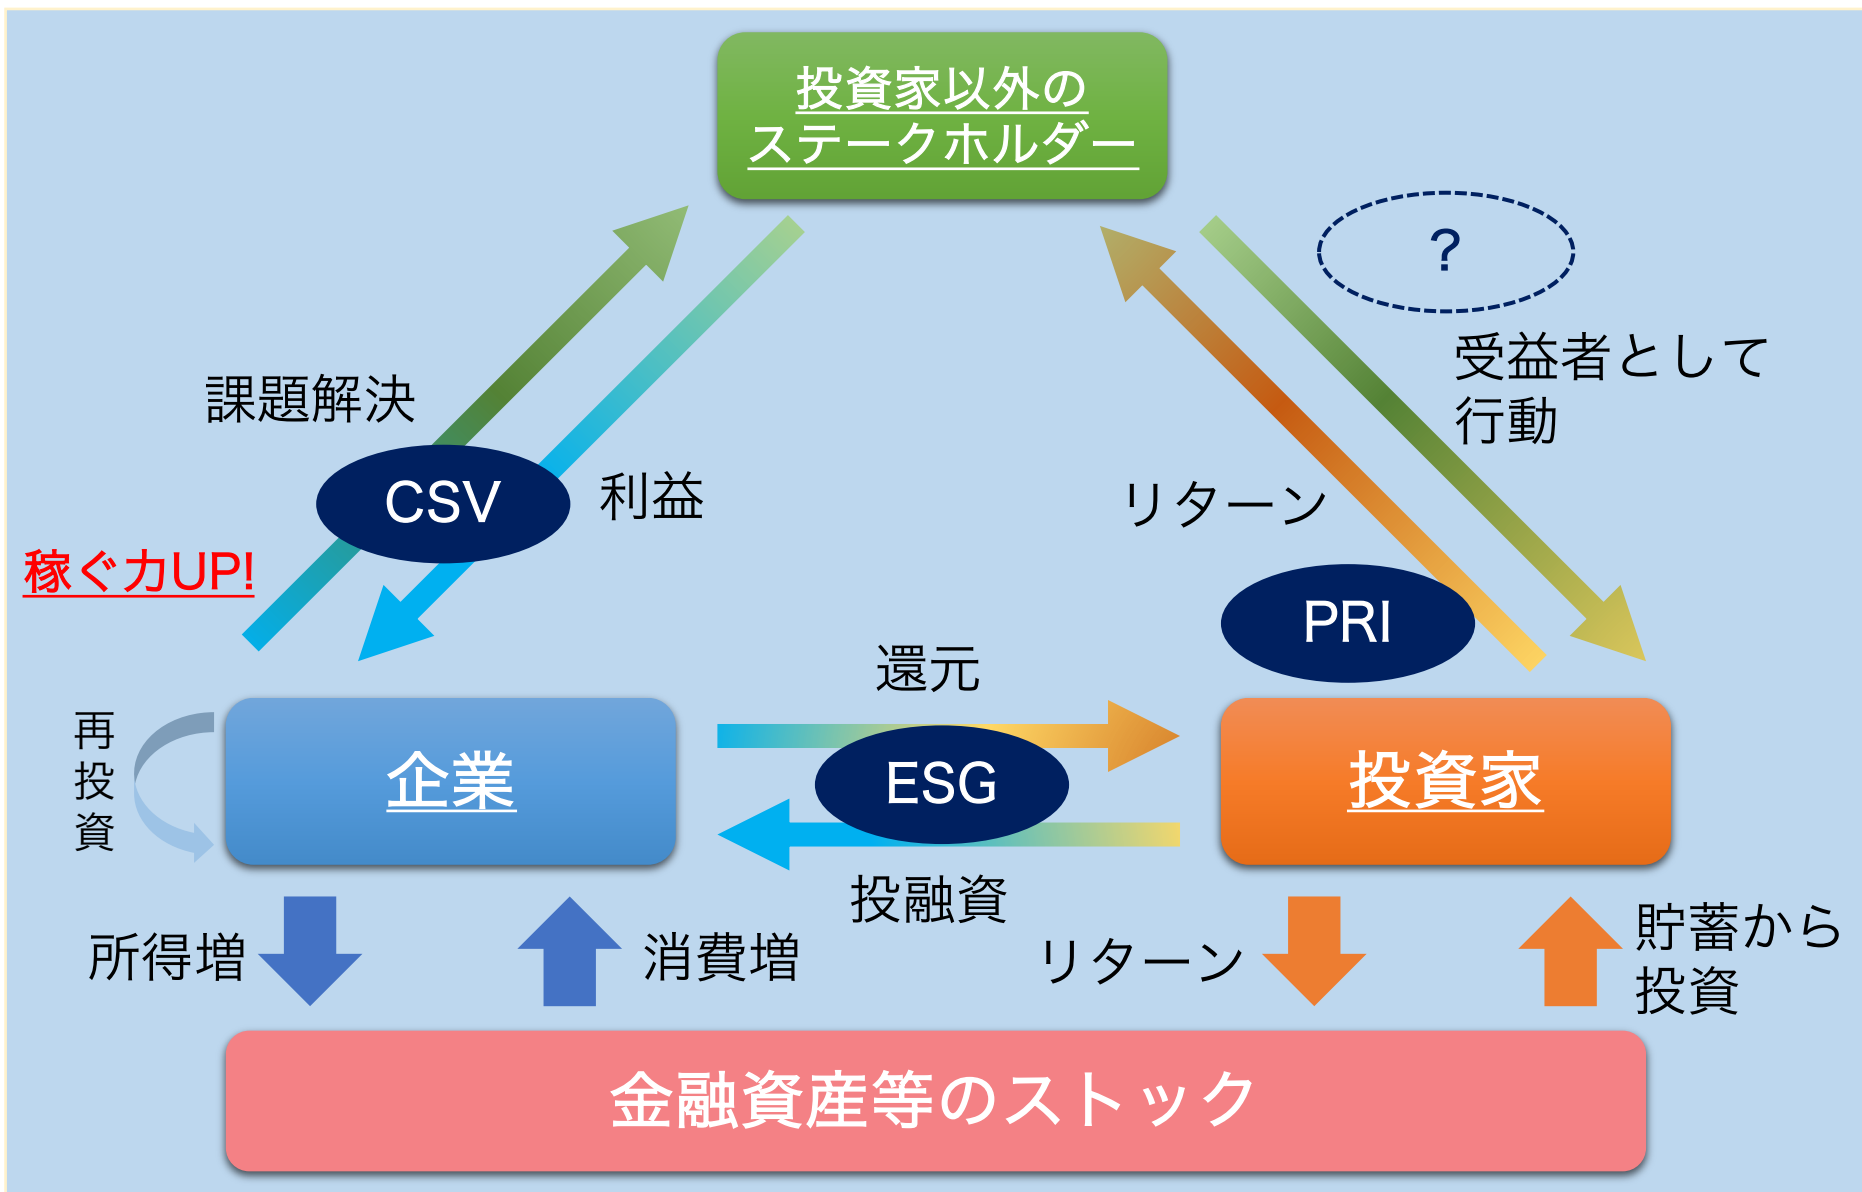 投資家以外の
ステークホルダー
?
受益者として
行動
課題解決
CSV
利益
リターン
稼ぐ力UP!
PRI
還元
再
投
資
企業
ESG
投資家
投融資
所得増
消費増
リターン
貯蓄から
投資
金融資産等のストック